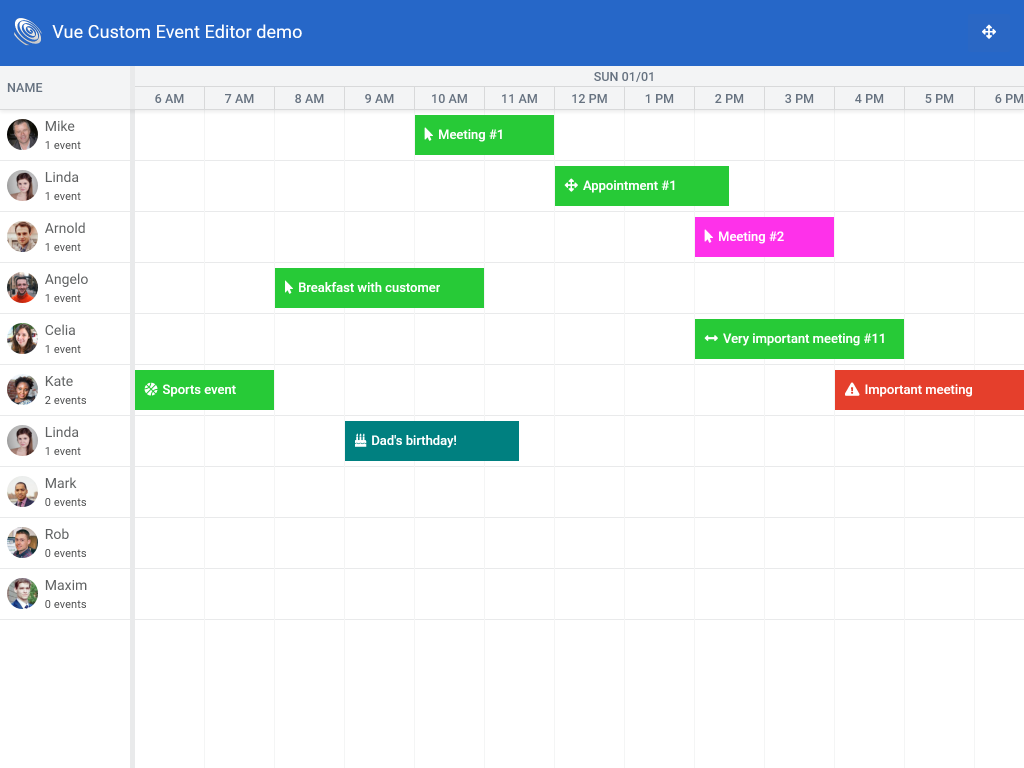 Vue Custom Event Editor demo
NAME
SUN 01/01
6 AM 7 AM 8 AM 9 AM 10 AM 11 AM 12 PM 1 PM 2 PM 3 PM 4 PM 5 PM 6 PM
Mike
1 event
Meeting #1
Linda
1 event
Appointment #1
Arnold
1 event
Meeting #2
Angelo
1 event
Breakfast with customer
Celia
1 event
Very important meeting #11
Kate
2 events
Sports event
Important meeting
Linda
1 event
Dad's birthday!
Mark
0 events
Rob
0 events
Maxim
0 events